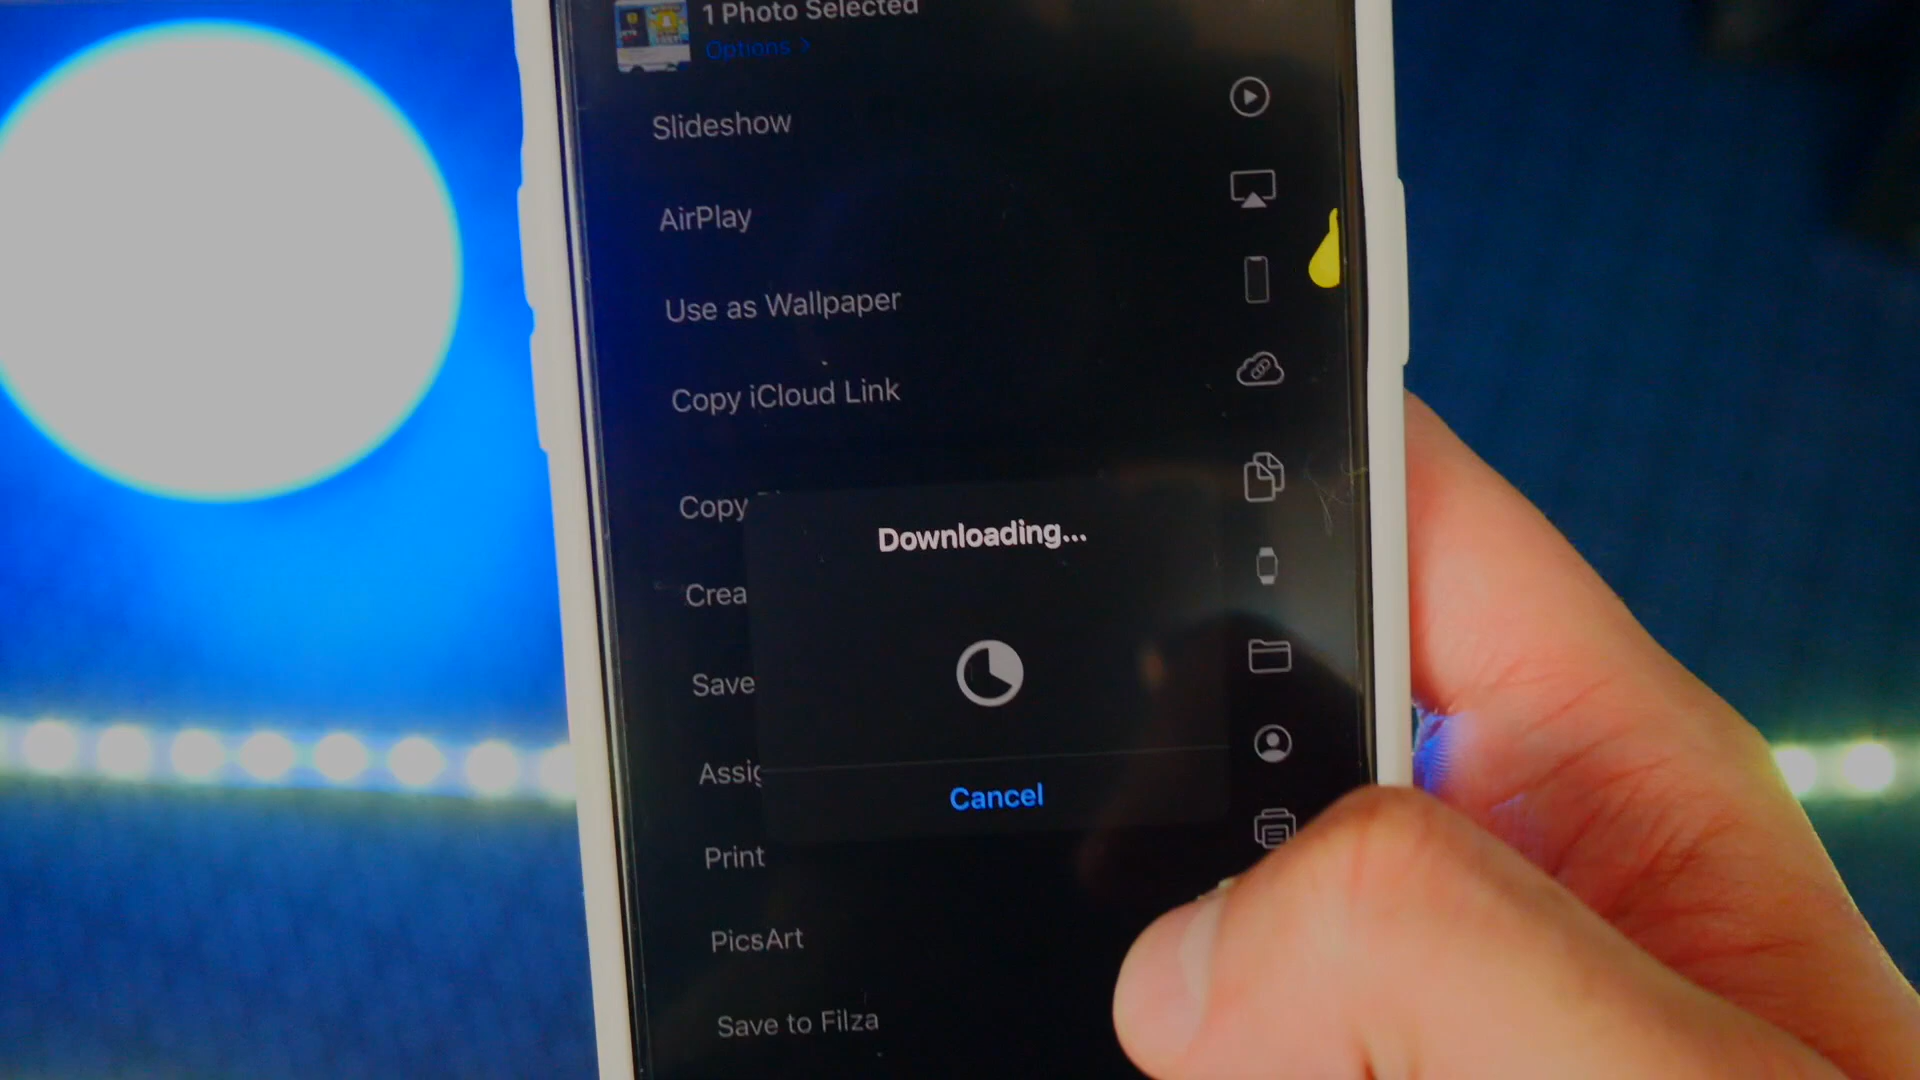 1 Photo Selected
Options >
Slideshow
AirPlay
Use as Wallpaper
Copy iCloud Link
Copy
Downloading...
Crea
Save
Assig
Cancel
Print
PicsArt
Save to Filza